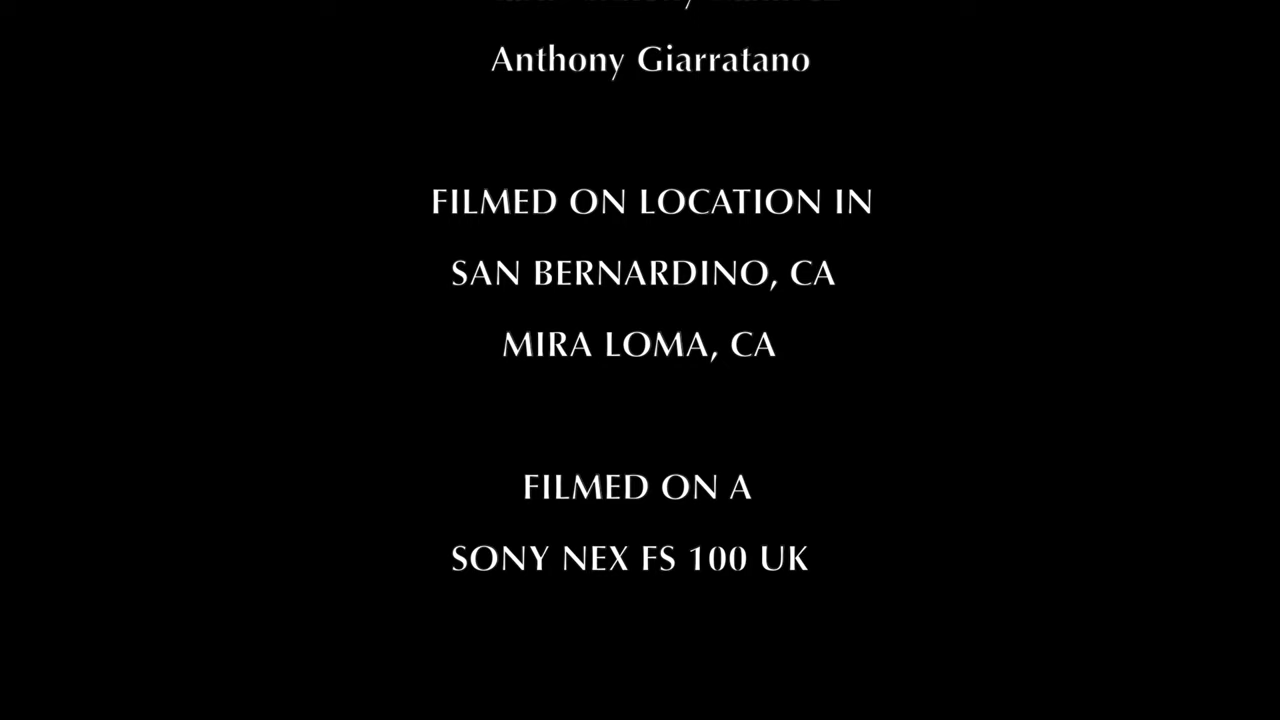 Anthony Giarratano
FILMED ON LOCATION IN
SAN BERNARDINO, CA
MIRA LOMA, CA
FILMED ON A
SONY NEX FS 100 UK